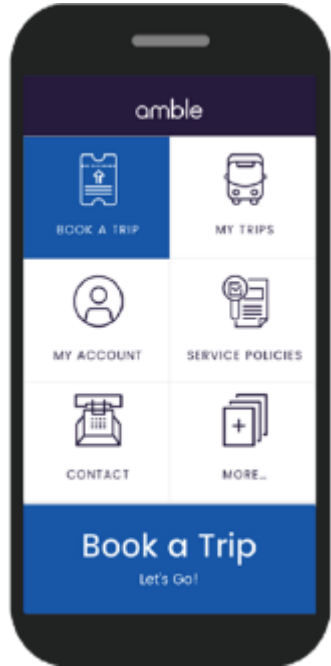 amble
BOOK A TRIP
MY TRIPS
MY ACCOUNT
SERVICE POLICIES
CONTACT
MORE...
Book a Trip
Let's Go!